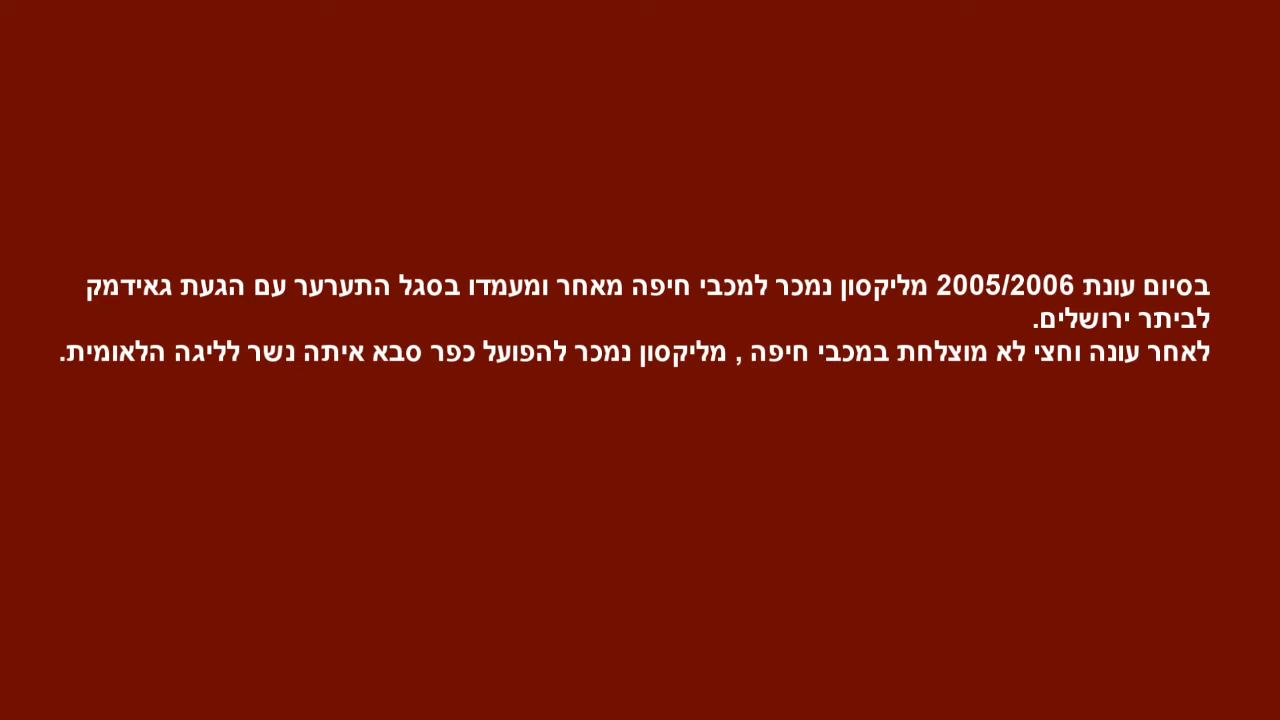 בסיום עונת 2005/2006 מליקסון נמכר למכבי חיפה מאחר ומעמדו בסגל התערער עם הגעת גאידמק
לביתר ירושלים.
לאחר עונה וחצי לא מוצלחת במכבי חיפה , מליקסון נמכר להפועל כפר סבא איתה נשר לליגה הלאומית.